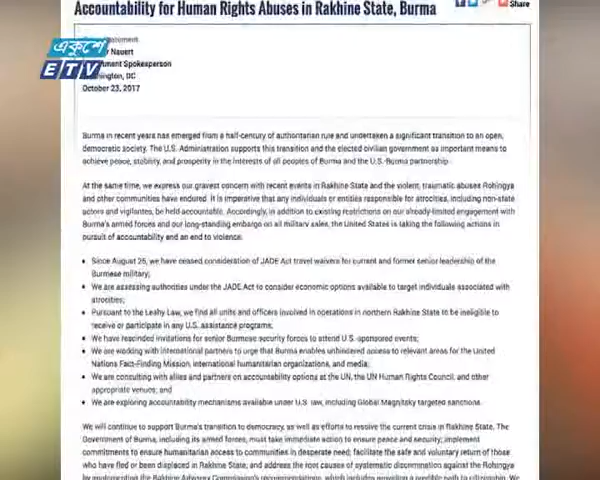 Accountability for Human Rights Abuses in Rakhine State, Burma
Share
একুশে
ETV
Nauert
Spokesperson
DC
October 23, 2017
Burma in recent years has emerged from a half-century of authoritarian rule and undertaken a significant transition to an open,
democratic society. The U.S. Administration supports this transition and the elected civilian government as important means to
achieve peace, stability, and prosperity in the interests of all peoples of Burma and the U.S.-Burma partnership.
At the same time, we express our gravest concern with recent events in Rakhine State and the violent, traumatic abuses Rohingya
and other communities have endured. It is imperative that any individuals or entities responsible for atrocities, including non-state
actors and vigilantes, be held accountable. Accordingly, in addition to existing restrictions on our already-limited engagement with
Burma's armed forces and our long-standing embargo on all military sales, the United States is taking the following actions in
pursuit of accountability and an end to violence:
• Since August 25, we have ceased consideration of JADE Act travel waivers for current and former senior leadership of the
Burmese military;
• We are assessing authorities under the JADE Act to consider economic options available to target individuals associated with
atrocities;
• Pursuant to the Leahy Law, we find all units and officers involved in operations in northern Rakhine State to be ineligible to
receive or participate in any U.S. assistance programs;
• We have rescinded invitations for senior Burmese security forces to attend U.S.-sponsored events;
• We are working with international partners to urge that Burma enables unhindered access to relevant areas for the United
Nations Fact-Finding Mission, international humanitarian organizations, and media;
• We are consulting with allies and partners on accountability options at the UN, the UN Human Rights Council, and other
appropriate venues; and
• We are exploring accountability mechanisms available under U.S. law, including Global Magnitsky targeted sanctions.
We will continue to support Burma's transition to democracy, as well as efforts to resolve the current crisis in Rakhine State. The
Government of Burma, including its armed forces, must take immediate action to ensure peace and security; implement
commitments to ensure humanitarian access to communities in desperate need; facilitate the safe and voluntary return of those
who have fled or been displaced in Rakhine State; and address the root causes of systematic discrimination against the Rohingya
by implementing the Rakhine Advisory Commission's recommendations, which includes providing a credible path to citizenship. We